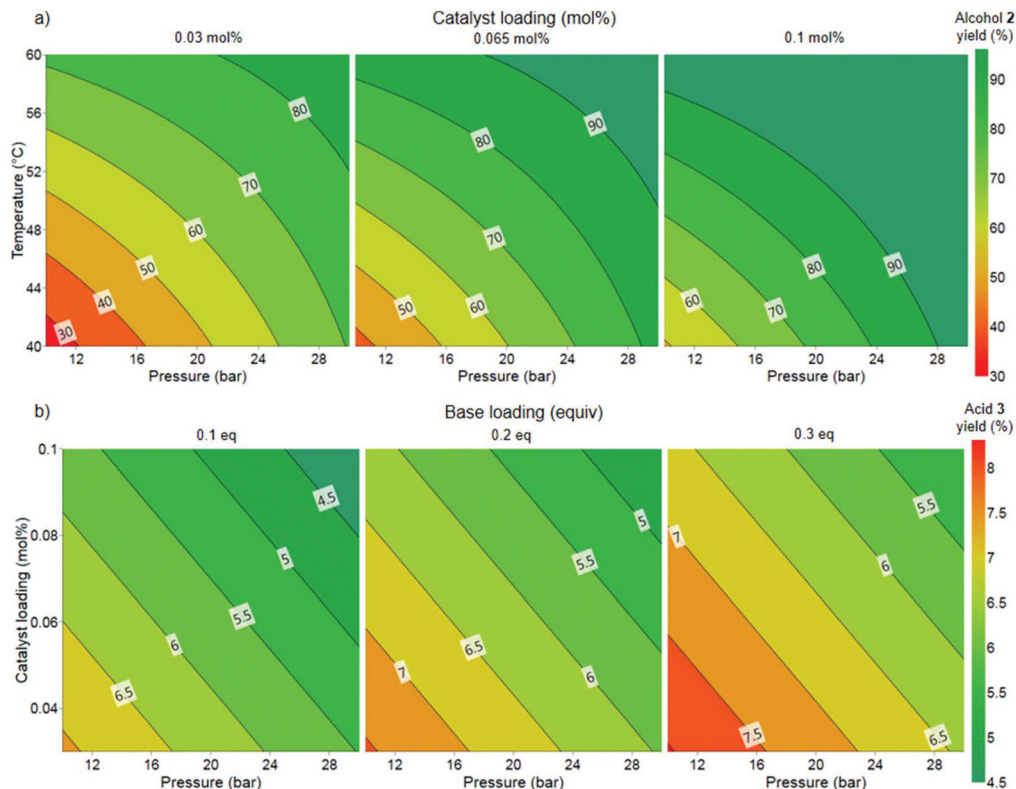 a)
Catalyst loading (mol%)
0.03 mol%
0.065 mol%
0.1 mol%
Alcohol 2
yield (%)
Temperature (°C)
60
56
52
48
44
40
30
40
50
60
70
80
50
60
70
80
90
60
70
80
90
90
80
70
60
50
40
30
12 16 20 24 28
12 16 20 24 28
12 16 20 24 28
Pressure (bar)
Pressure (bar)
Pressure (bar)
b)
Base loading (equiv)
0.1 eq
0.2 eq
0.3 eq
Acid 3
yield (%)
Catalyst loading (mol%)
0.1
0.08
0.06
0.04
6.5
6
5.5
5
4.5
7
6.5
6
5.5
5
7
7.5
6.5
6
5.5
8
7.5
7
6.5
6
5.5
5
4.5
12 16 20 24 28
12 16 20 24 28
12 16 20 24 28
Pressure (bar)
Pressure (bar)
Pressure (bar)